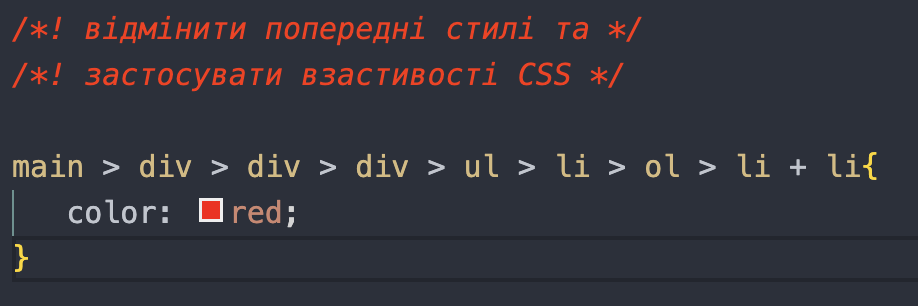 /*! відмінити попередні стилі та */
/*! застосувати взастивості CSS */
main > div > div > div > ul > li > ol > li + li{
color: red;
}